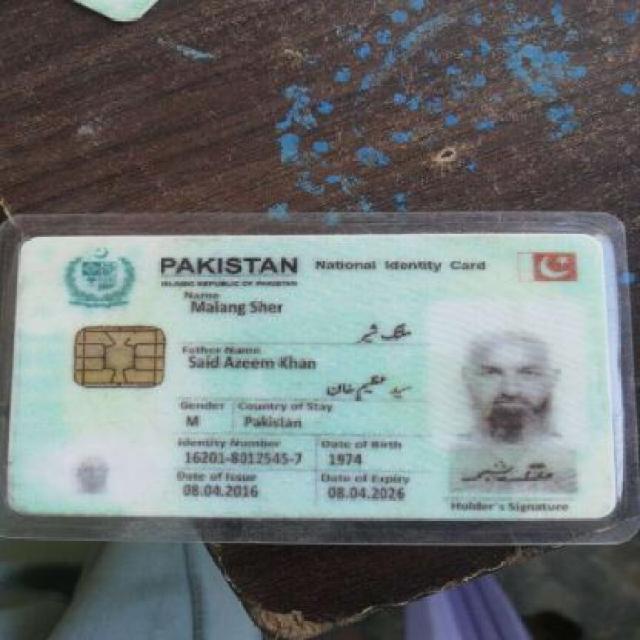 PAKISTAN National Identity Card
ISLAMIC REPUBLIC OF PAKISTAN
Name
Malang Sher
ملنگ شیر
Father Name
Said Azeem Khan
سید عظیم خان
Gender Country of Stay
M Pakistan
Identity Number Date of Birth
16201-8012545-7 1974
Date of Issue Date of Expiry
08.04.2016 08.04.2026
Holder's Signature